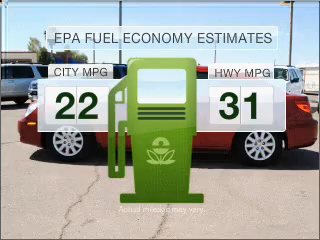 EPA FUEL ECONOMY ESTIMATES
CITY MPG
HWY MPG
22
31
Actual mileage may vary.